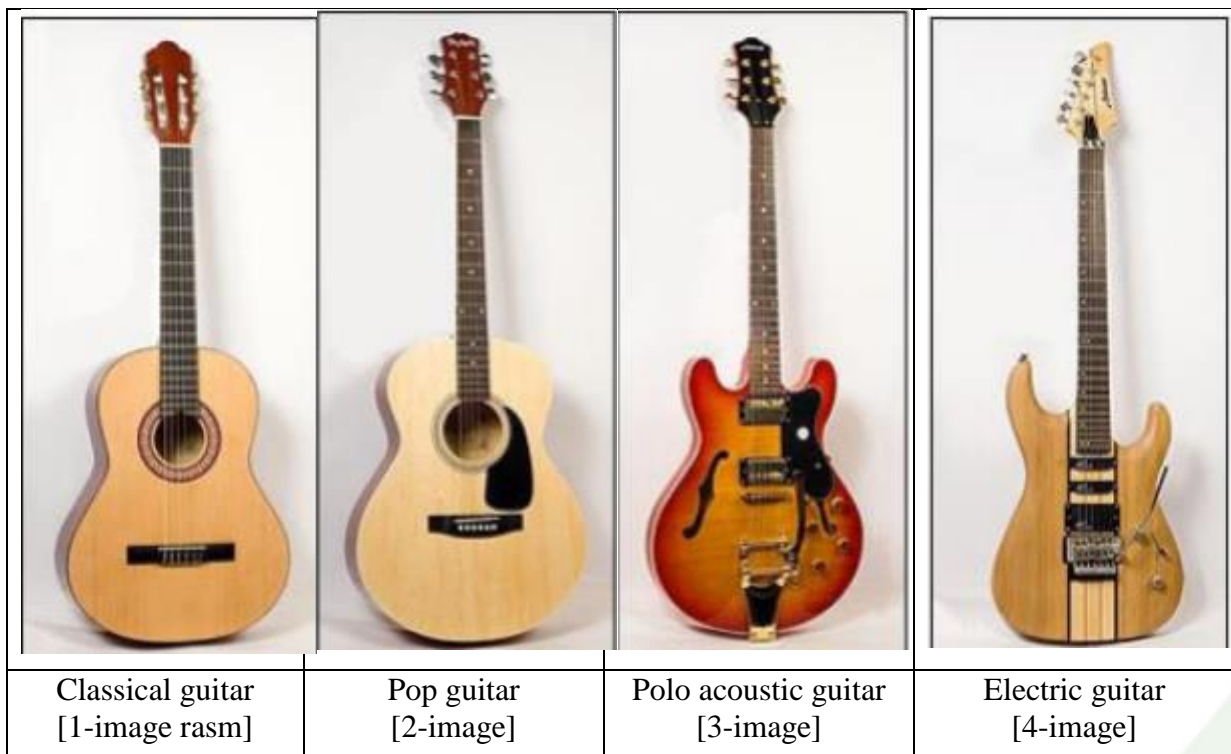 Classical guitar
[1-image rasm]
Pop guitar
[2-image]
Polo acoustic guitar
[3-image]
Electric guitar
[4-image]